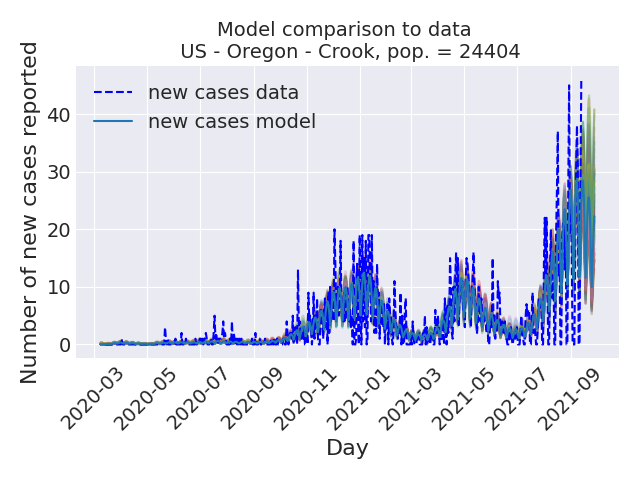 Model comparison to data
US - Oregon - Crook, pop. = 24404
Number of new cases reported
new cases data
new cases model
40
30
20
10
0
2020-03
2020-05
2020-07
2020-09
2020-11
2021-01
2021-03
2021-05
2021-07
2021-09
Day